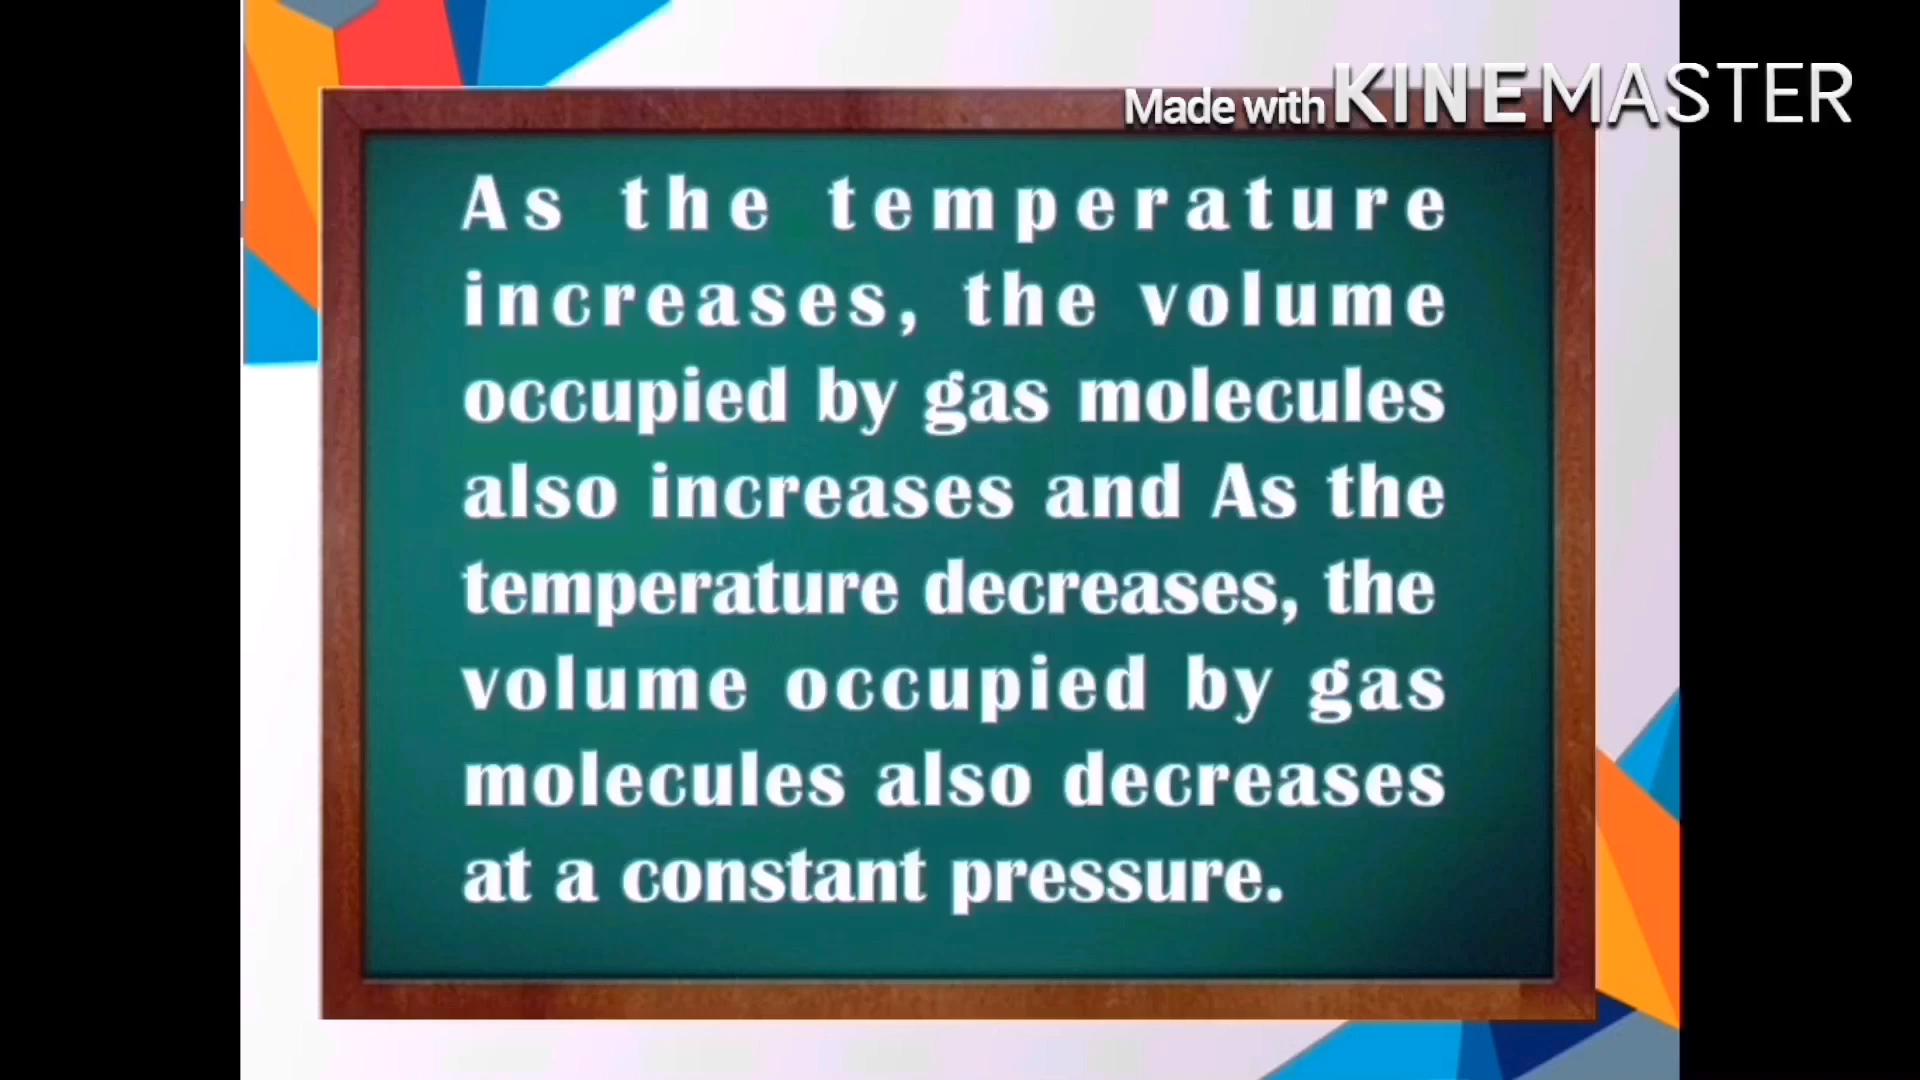 Made with KINEMASTER
As the temperature
increases, the volume
occupied by gas molecules
also increases and As the
temperature decreases, the
volume occupied by gas
molecules also decreases
at a constant pressure.